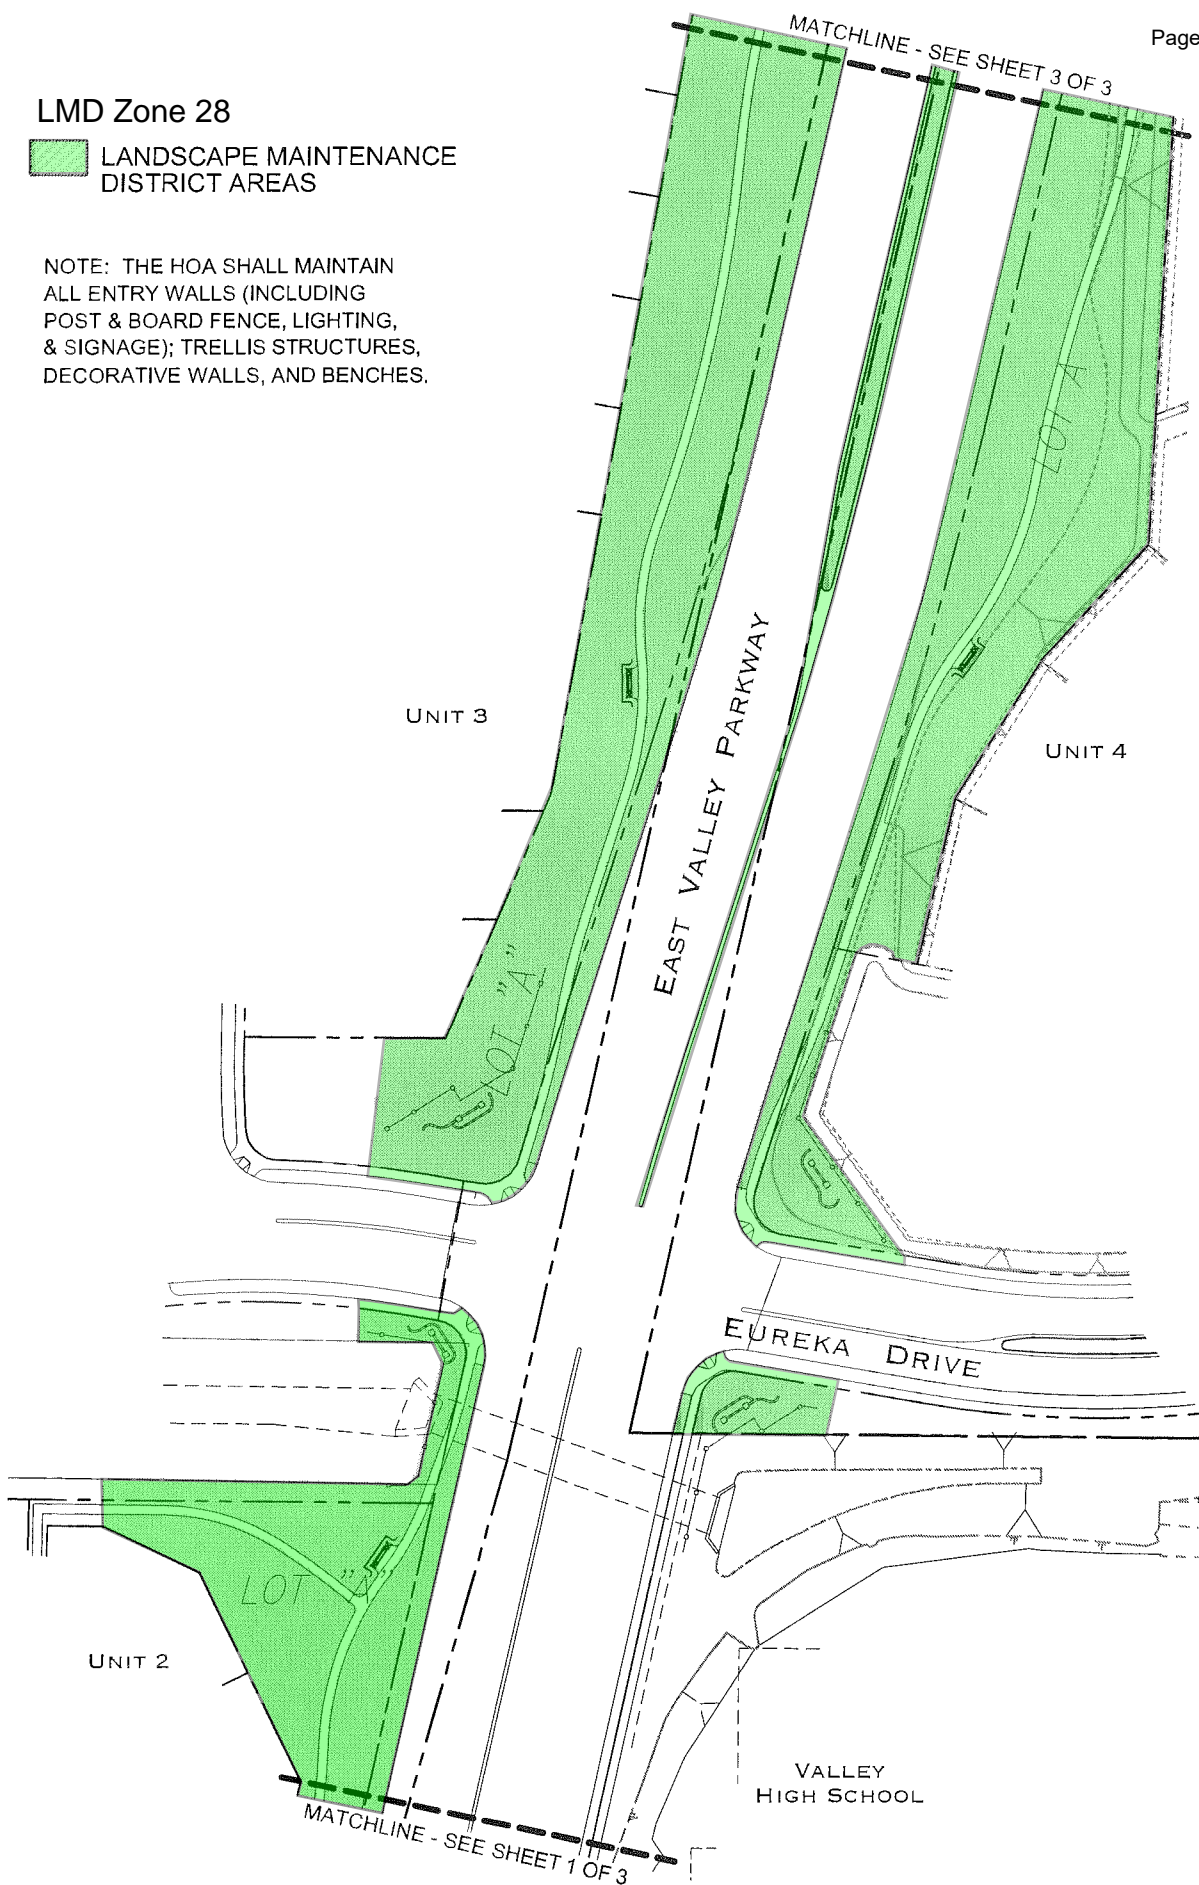 MATCHLINE - SEE SHEET 3 OF 3
Page
LMD Zone 28
LANDSCAPE MAINTENANCE
DISTRICT AREAS
NOTE: THE HOA SHALL MAINTAIN
ALL ENTRY WALLS (INCLUDING
POST & BOARD FENCE, LIGHTING,
& SIGNAGE); TRELLIS STRUCTURES,
DECORATIVE WALLS, AND BENCHES.
LOT A
UNIT 3
EAST VALLEY PARKWAY
UNIT 4
LOT "A"
EUREKA DRIVE
LOT "A"
UNIT 2
VALLEY
HIGH SCHOOL
MATCHLINE - SEE SHEET 1 OF 3